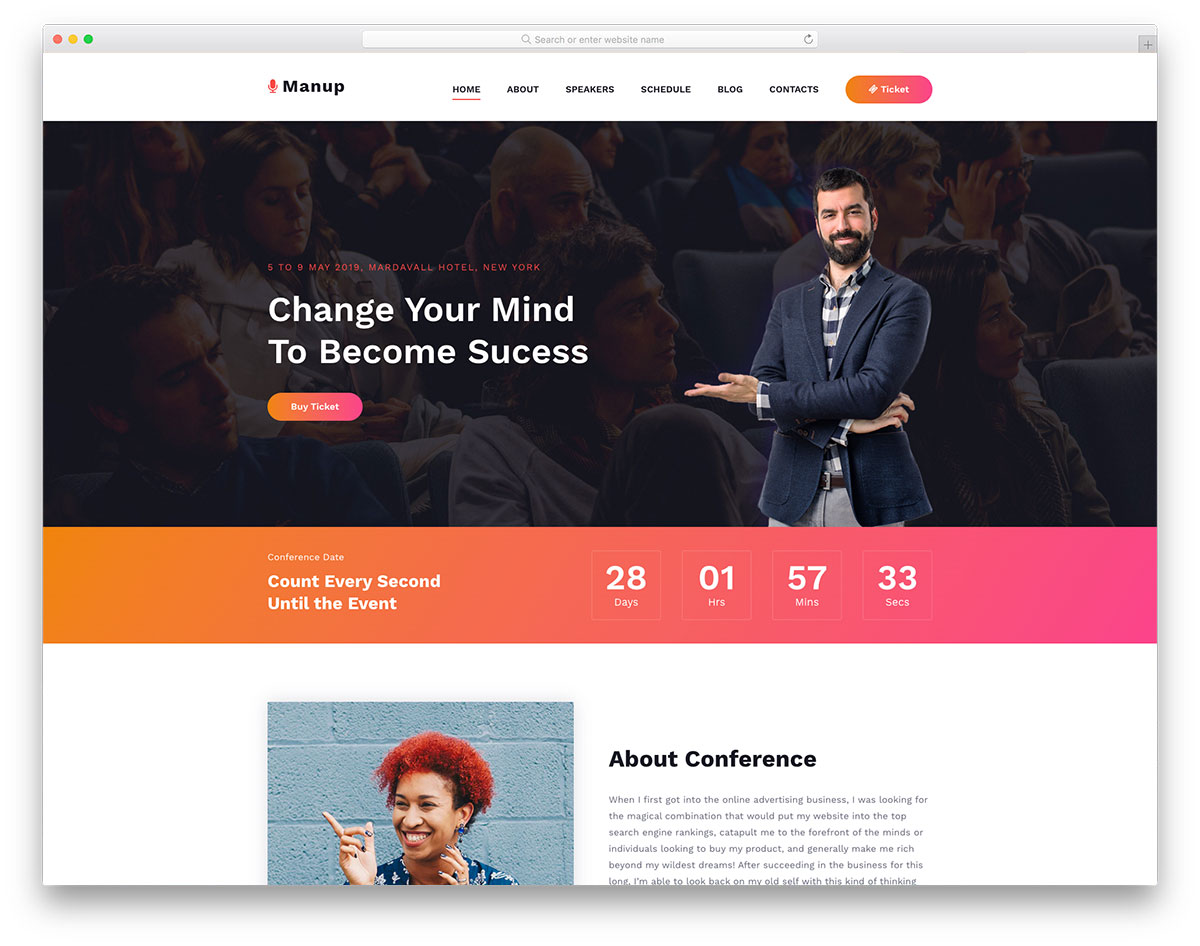 Search or enter website name
Manup
HOME ABOUT SPEAKERS SCHEDULE BLOG CONTACTS Ticket
5 TO 9 MAY 2019, MARDAVALL HOTEL, NEW YORK
Change Your Mind
To Become Sucess
Buy Ticket
Conference Date
Count Every Second
Until the Event
28 01 57 33
Days Hrs Mins Secs
About Conference
When I first got into the online advertising business, I was looking for
the magical combination that would put my website into the top
search engine rankings, catapult me to the forefront of the minds or
individuals looking to buy my product, and generally make me rich
beyond my wildest dreams! After succeeding in the business for this
long, I'm able to look back on my old self with this kind of thinking